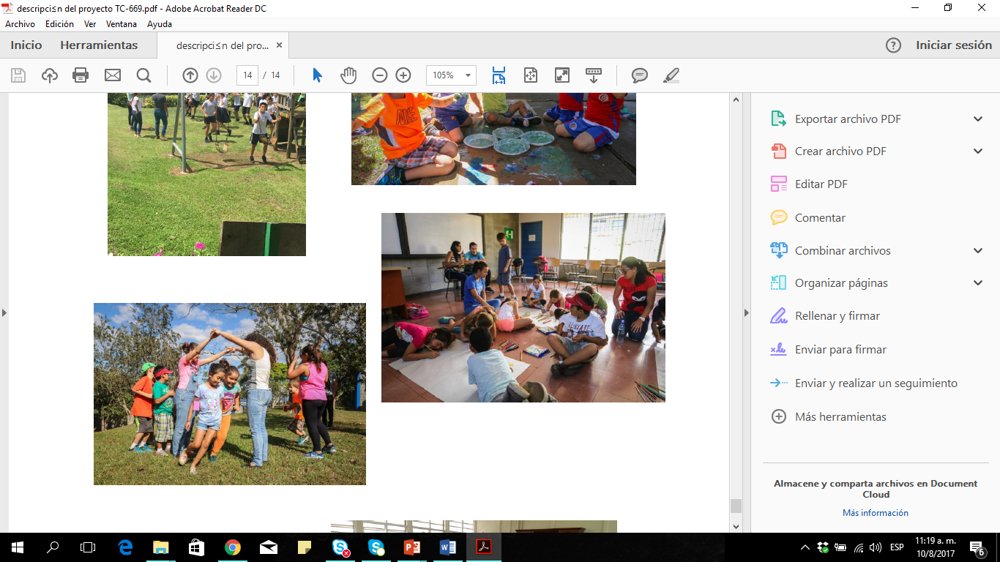 descripci≤n del proyecto TC-669.pdf - Adobe Acrobat Reader DC
Archivo Edición Ver Ventana Ayuda
Inicio Herramientas descripci≤n del pro... × Iniciar sesión
14 / 14 105%
Exportar archivo PDF
Crear archivo PDF
Editar PDF
Comentar
Combinar archivos
Organizar páginas
Rellenar y firmar
Enviar para firmar
Enviar y realizar un seguimiento
Más herramientas
Almacene y comparta archivos en Document
Cloud
Más información
NIKE
ESP
11:19 a. m.
10/8/2017
6